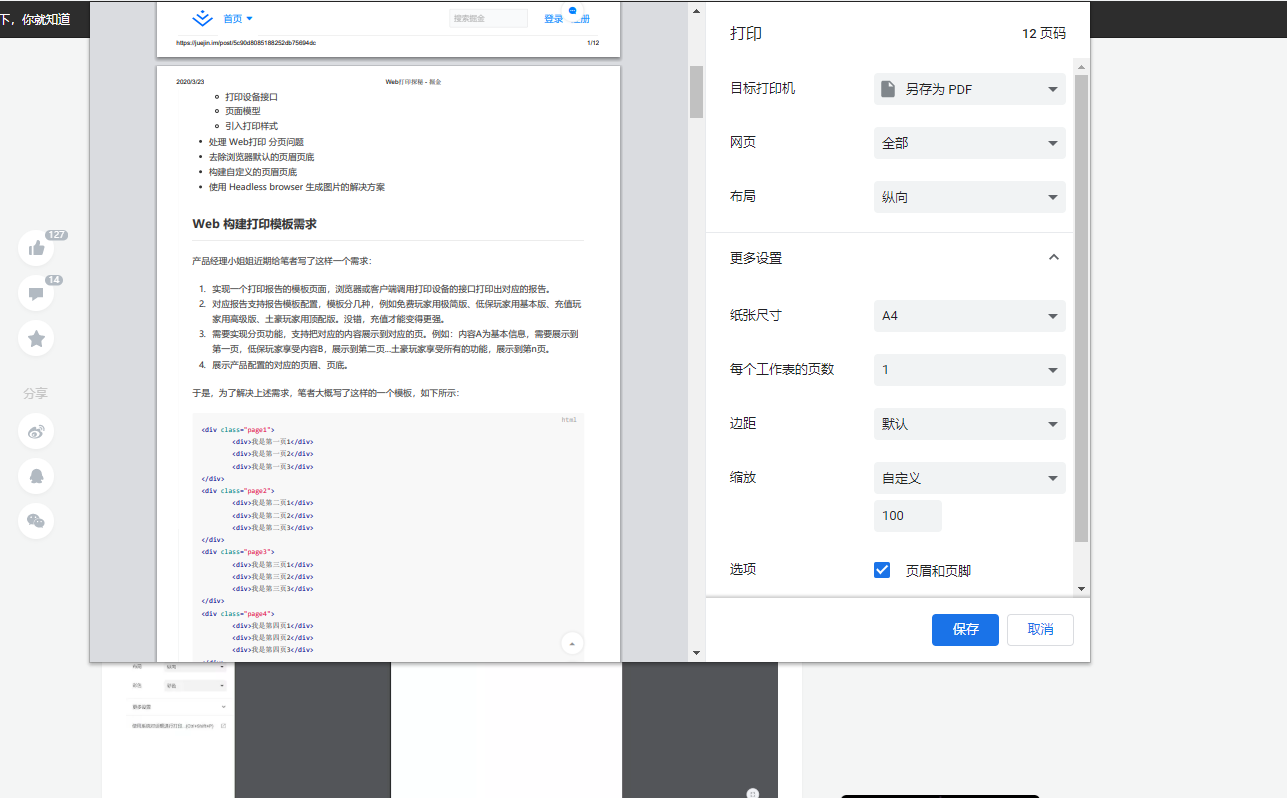 下，你就知道
首页
搜索掘金
登录
册
https://juejin.im/post/5c90d8085188252db75694dc
1/12
2020/3/23
Web打印探秘 - 掘金
打印设备接口
页面模型
引入打印样式
处理 Web打印 分页问题
去除浏览器默认的页眉页底
构建自定义的页眉页底
使用 Headless browser 生成图片的解决方案
Web 构建打印模板需求
产品经理小姐姐近期给笔者写了这样一个需求：
1. 实现一个打印报告的模板页面，浏览器或客户端调用打印设备的接口打印出对应的报告。
2. 对应报告支持报告模板配置，模板分几种，例如免费玩家用极简版、低保玩家用基本版、充值玩
家用高级版、土豪玩家用顶配版。没错，充值才能变得更强。
3. 需要实现分页功能，支持把对应的内容展示到对应的页。例如：内容A为基本信息，需要展示到
第一页，低保玩家享受内容B，展示到第二页...土豪玩家享受所有的功能，展示到第n页。
4. 展示产品配置的对应的页眉、页底。
于是，为了解决上述需求，笔者大概写了这样的一个模板，如下所示：
html
<div class="page1">
<div>我是第一页1</div>
<div>我是第一页2</div>
<div>我是第一页3</div>
</div>
<div class="page2">
<div>我是第二页1</div>
<div>我是第二页2</div>
<div>我是第二页3</div>
</div>
<div class="page3">
<div>我是第三页1</div>
<div>我是第三页2</div>
<div>我是第三页3</div>
</div>
<div class="page4">
<div>我是第四页1</div>
<div>我是第四页2</div>
<div>我是第四页3</div>
127
14
分享
打印
12 页码
目标打印机
另存为 PDF
网页
全部
布局
纵向
更多设置
纸张尺寸
A4
每个工作表的页数
1
边距
默认
缩放
自定义
100
选项
页眉和页脚
保存
取消
彩色
更多设置